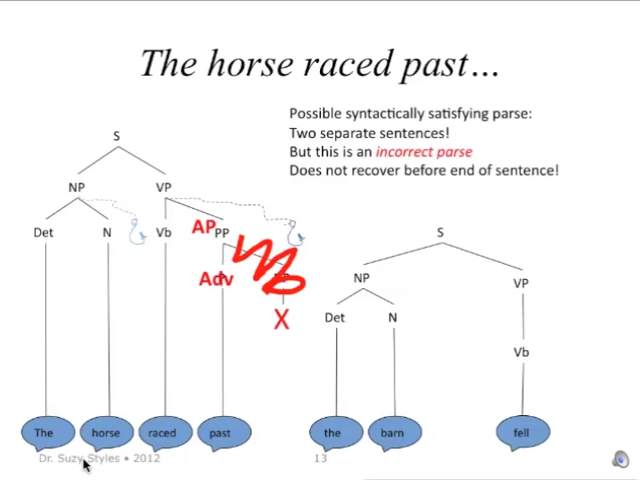 The horse raced past…
Possible syntactically satisfying parse:
Two separate sentences!
But this is an incorrect parse
Does not recover before end of sentence!
S
NP VP
Det N Vb AP PP
Adv
X
S
NP VP
Det N
Vb
The horse raced past the barn fell
Dr. Suzy Styles • 2012 13